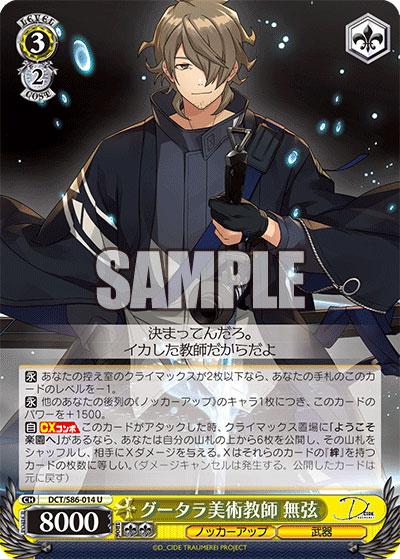 LEVEL
3
2
COST
SAMPLE
決まってんだろ。
イカした教師だからだよ
永 あなたの控え室のクライマックスが2枚以下なら、あなたの手札のこのカ
ードのレベルを−1。
永 他のあなたの後列の《ノッカーアップ》のキャラ1枚につき、このカードの
パワーを+1500。
自 CXコンボ このカードがアタックした時、クライマックス置場に「ようこそ
楽園へ」があるなら、あなたは自分の山札の上から6枚を公開し、その山札を
シャッフルし、相手にXダメージを与える。Xはそれらのカードの『絆』を持つ
カードの枚数に等しい。(ダメージキャンセルは発生する。公開したカードは
元に戻す)
CH DCT/S86-014 U
グータラ美術教師 無弦
8000
ノッカーアップ
武器
©D_CIDE TRAUMEREI PROJECT